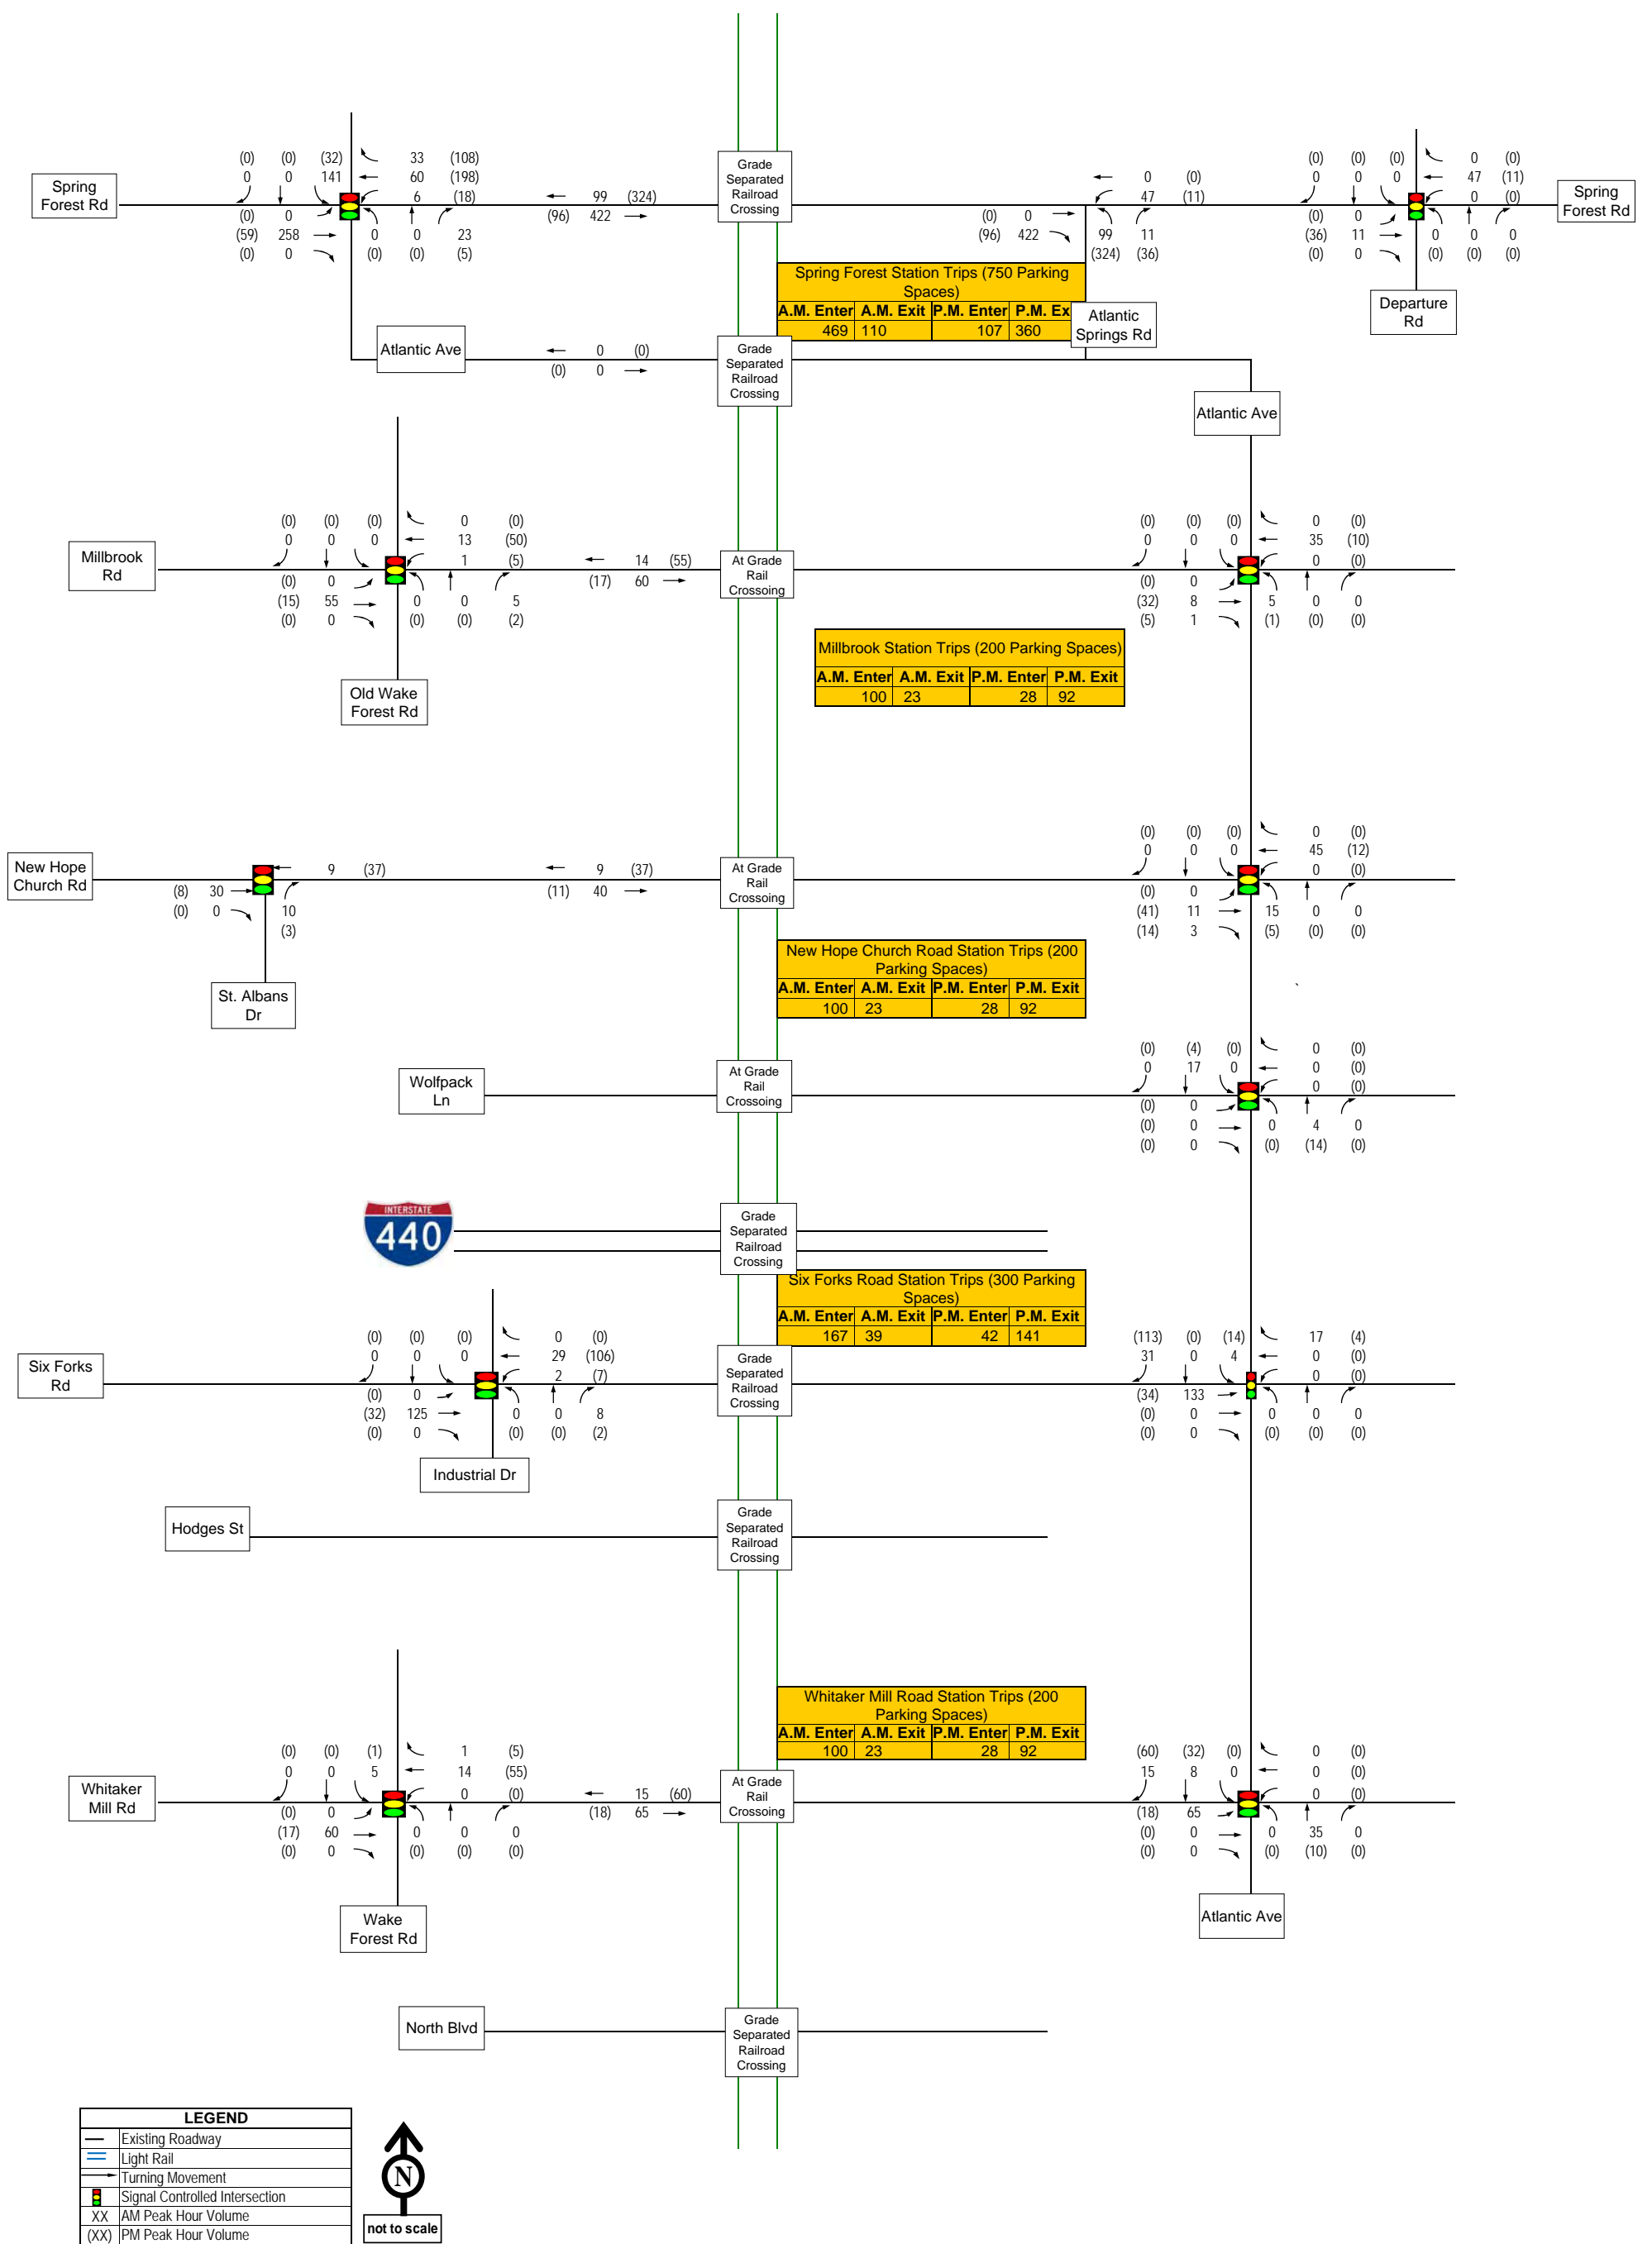 Grade
Separated
Railroad
Crossing
Spring
Forest Rd
(0) (0) (32) 33 (108)
0 0 141 60 (198)
6 (18)
(0) 0
(59) 258 0 0 23
(0) 0 (0) (0) (5)
99 (324)
(96) 422
0 (0)
47 (11)
(0) 0
(96) 422 99 11
(324) (36)
(0) (0) (0) 0 (0)
0 0 0 47 (11)
0 (0)
(0) 0
(36) 11 0 0 0
(0) 0 (0) (0) (0)
Spring
Forest Rd
Spring Forest Station Trips (750 Parking
Spaces)
A.M. Enter A.M. Exit P.M. Enter P.M. Ex
469 110 107 360
Atlantic
Springs Rd
Departure
Rd
Atlantic Ave
0 (0)
(0) 0
Grade
Separated
Railroad
Crossing
Atlantic Ave
Millbrook
Rd
(0) (0) (0) 0 (0)
0 0 0 13 (50)
1 (5)
(0) 0
(15) 55 0 0 5
(0) 0 (0) (0) (2)
14 (55)
(17) 60
At Grade
Rail
Crossoing
(0) (0) (0) 0 (0)
0 0 0 35 (10)
0 (0)
(0) 0
(32) 8 5 0 0
(5) 1 (1) (0) (0)
Millbrook Station Trips (200 Parking Spaces)
A.M. Enter A.M. Exit P.M. Enter P.M. Exit
100 23 28 92
Old Wake
Forest Rd
New Hope
Church Rd
9 (37)
(8) 30
(0) 0 10
(3)
9 (37)
(11) 40
At Grade
Rail
Crossoing
(0) (0) (0) 0 (0)
0 0 0 45 (12)
0 (0)
(0) 0
(41) 11 15 0 0
(14) 3 (5) (0) (0)
New Hope Church Road Station Trips (200
Parking Spaces)
A.M. Enter A.M. Exit P.M. Enter P.M. Exit
100 23 28 92
St. Albans
Dr
Wolfpack
Ln
At Grade
Rail
Crossoing
(0) (4) (0) 0 (0)
0 17 0 0 (0)
0 (0)
(0) 0
(0) 0 0 4 0
(0) 0 (0) (14) (0)
INTERSTATE
440
Grade
Separated
Railroad
Crossing
Six Forks Road Station Trips (300 Parking
Spaces)
A.M. Enter A.M. Exit P.M. Enter P.M. Exit
167 39 42 141
Six Forks
Rd
(0) (0) (0) 0 (0)
0 0 0 29 (106)
2 (7)
(0) 0
(32) 125 0 0 8
(0) 0 (0) (0) (2)
Grade
Separated
Railroad
Crossing
(113) (0) (14) 17 (4)
31 0 4 0 (0)
0 (0)
(34) 133
(0) 0 0 0 0
(0) 0 (0) (0) (0)
Industrial Dr
Hodges St
Grade
Separated
Railroad
Crossing
Whitaker Mill Road Station Trips (200
Parking Spaces)
A.M. Enter A.M. Exit P.M. Enter P.M. Exit
100 23 28 92
Whitaker
Mill Rd
(0) (0) (1) 1 (5)
0 0 5 14 (55)
0 (0)
(0) 0
(17) 60 0 0 0
(0) 0 (0) (0) (0)
15 (60)
(18) 65
At Grade
Rail
Crossoing
(60) (32) (0) 0 (0)
15 8 0 0 (0)
0 (0)
(18) 65
(0) 0 0 35 0
(0) 0 (0) (10) (0)
Wake
Forest Rd
Atlantic Ave
North Blvd
Grade
Separated
Railroad
Crossing
LEGEND
Existing Roadway
Light Rail
Turning Movement
Signal Controlled Intersection
XX AM Peak Hour Volume
(XX) PM Peak Hour Volume
N
not to scale